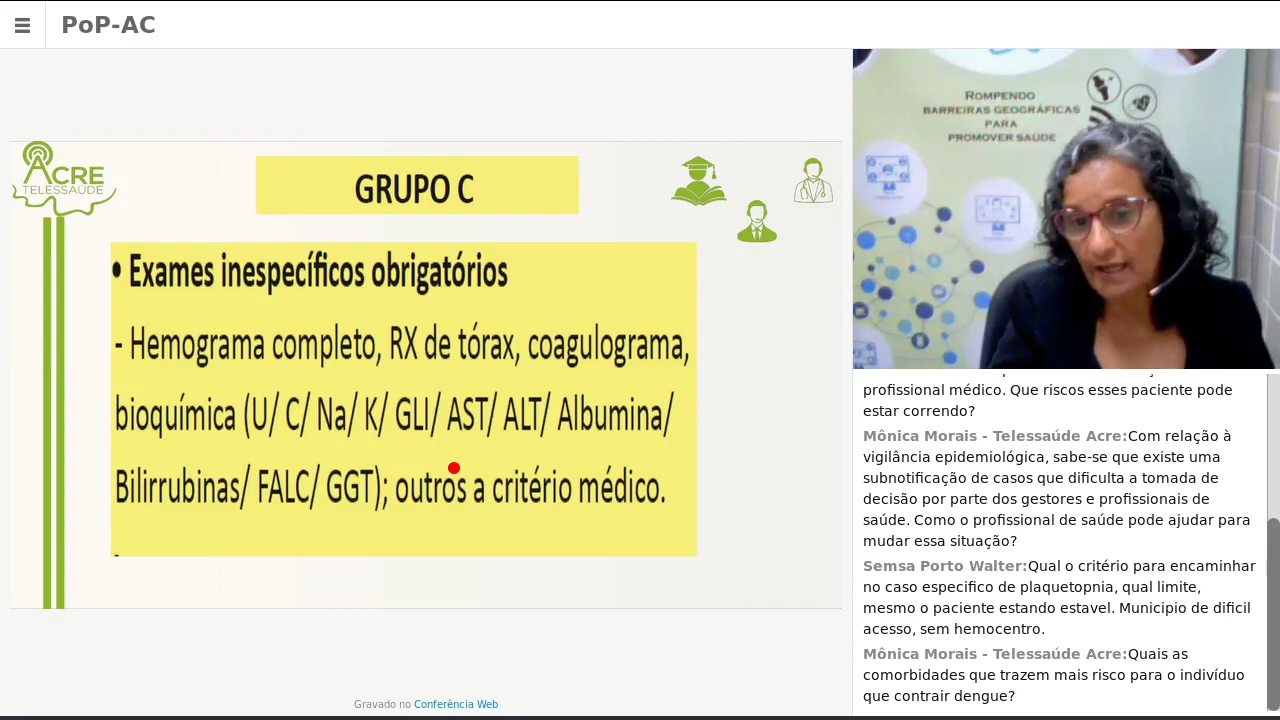 PoP-AC
ACRE
TELESSAÚDE
GRUPO C
• Exames inespecíficos obrigatórios
- Hemograma completo, RX de tórax, coagulograma,
bioquímica (U/ C/ Na/ K/ GLI/ AST/ ALT/ Albumina/
Bilirrubinas/ FALC/ GGT); outros a critério médico.
Gravado no Conferência Web
ROMPENDO
BARREIRAS GEOGRÁFICAS
PARA
PROMOVER SAÚDE
profissional médico. Que riscos esses paciente pode
estar correndo?
Mônica Morais - Telessaúde Acre:Com relação à
vigilância epidemiológica, sabe-se que existe uma
subnotificação de casos que dificulta a tomada de
decisão por parte dos gestores e profissionais de
saúde. Como o profissional de saúde pode ajudar para
mudar essa situação?
Semsa Porto Walter:Qual o critério para encaminhar
no caso especifico de plaquetopnia, qual limite,
mesmo o paciente estando estavel. Municipio de dificil
acesso, sem hemocentro.
Mônica Morais - Telessaúde Acre:Quais as
comorbidades que trazem mais risco para o indivíduo
que contrair dengue?